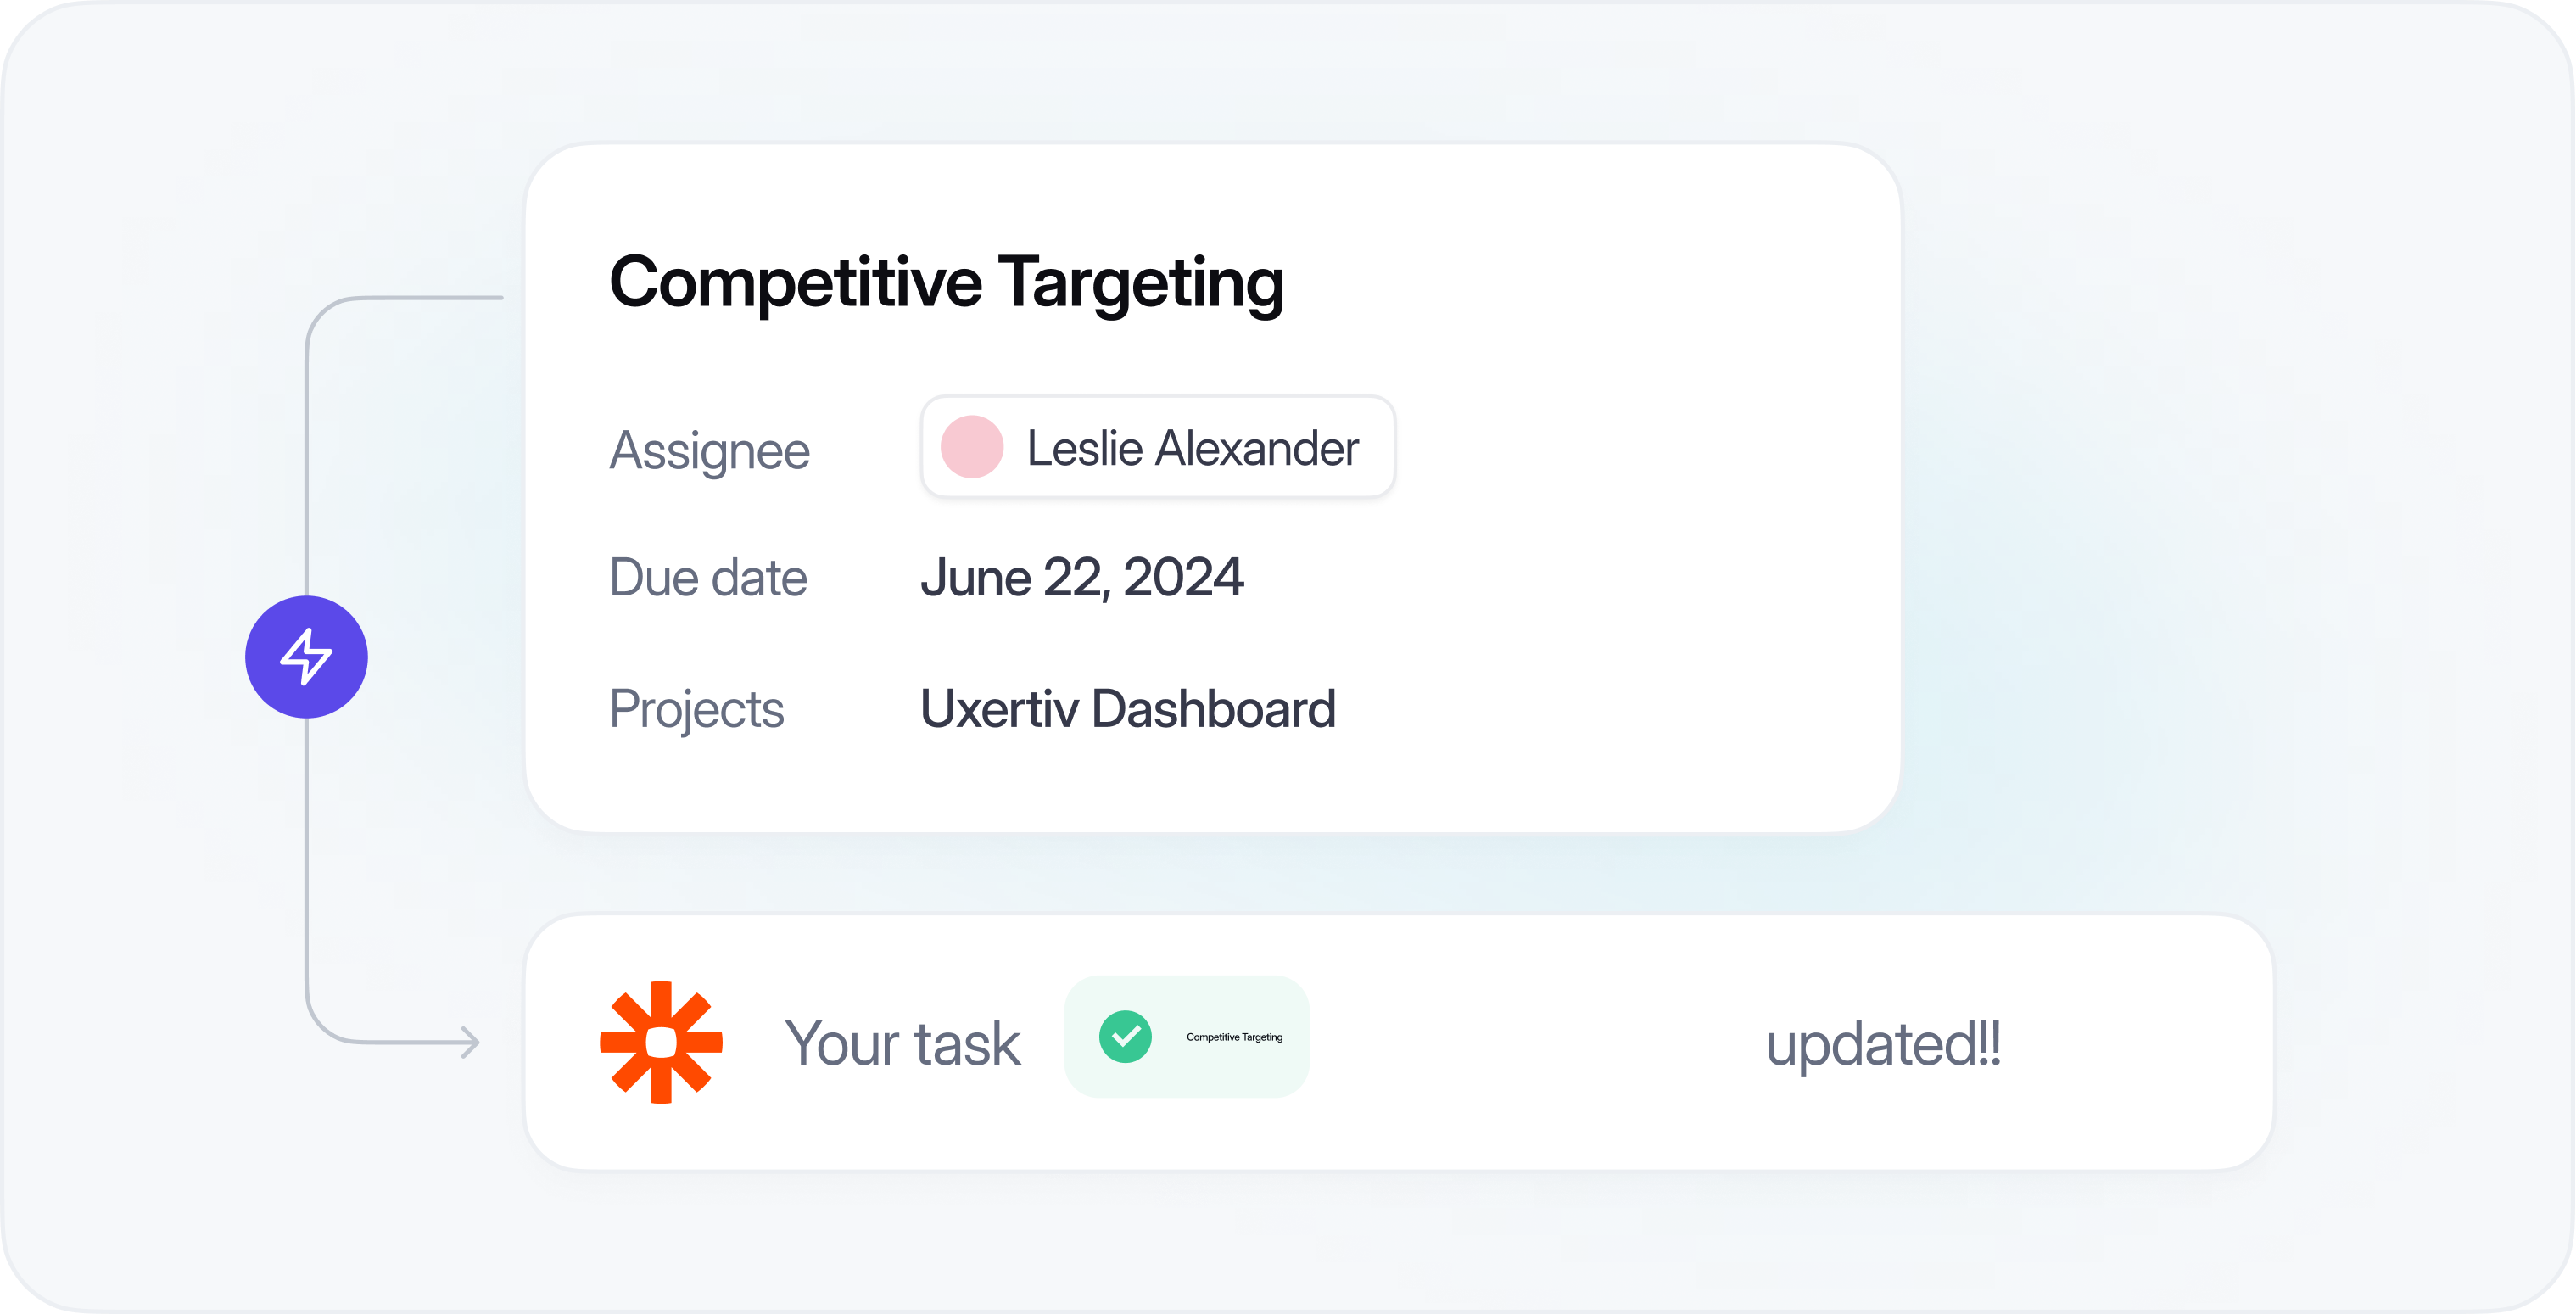 Competitive Targeting
Assignee Leslie Alexander
Due date June 22, 2024
Projects Uxertiv Dashboard
Your task Competitive Targeting updated!!